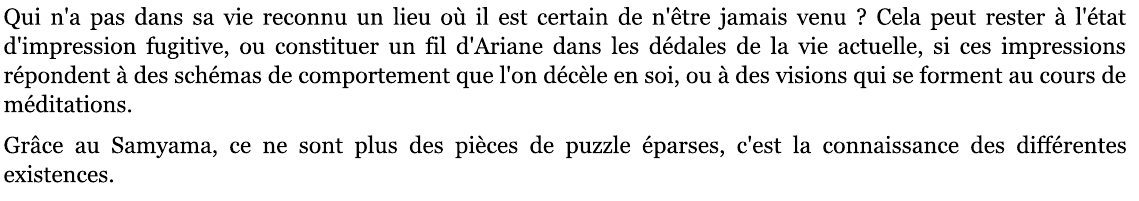 Qui n'a pas dans sa vie reconnu un lieu où il est certain de n'être jamais venu ? Cela peut rester à l'état
d'impression fugitive, ou constituer un fil d'Ariane dans les dédales de la vie actuelle, si ces impressions
répondent à des schémas de comportement que l'on décèle en soi, ou à des visions qui se forment au cours de
méditations.
Grâce au Samyama, ce ne sont plus des pièces de puzzle éparses, c'est la connaissance des différentes
existences.